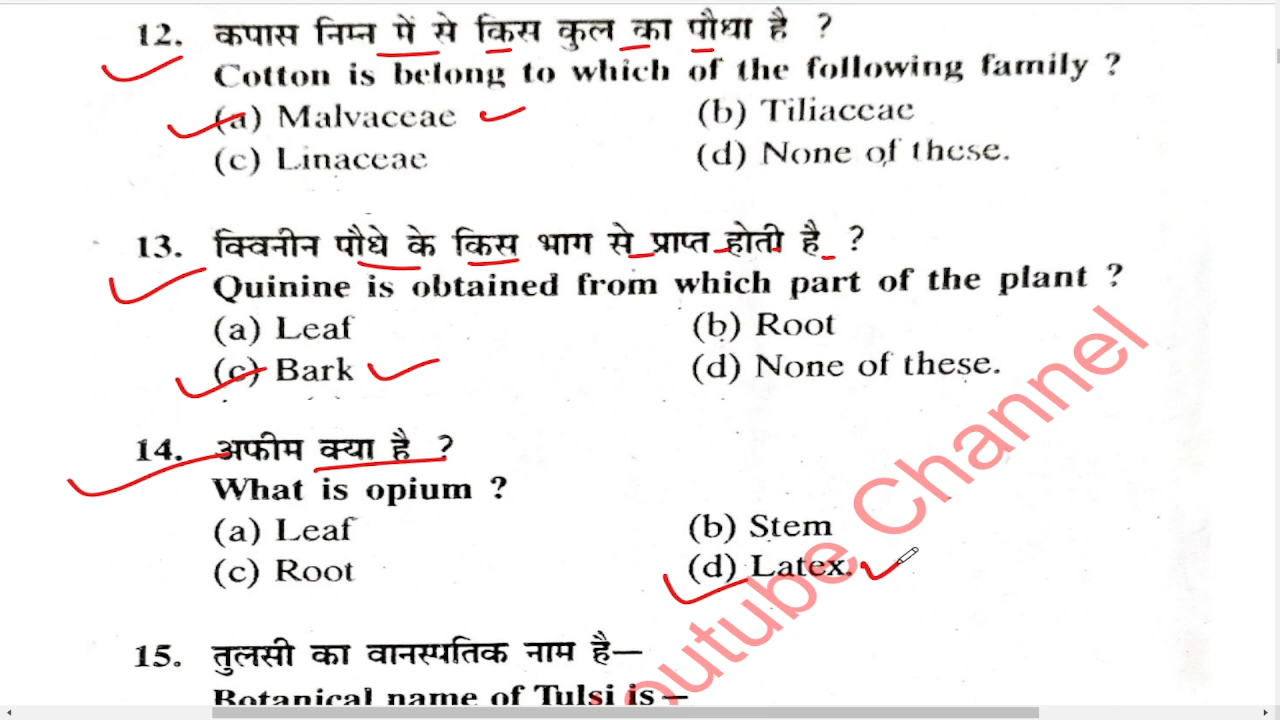 12. कपास निम्न में से किस कुल का पौधा है ?
Cotton is belong to which of the following family ?
(a) Malvaceae (b) Tiliaceae
(c) Linaceae (d) None of these.
13. क्विनीन पौधे के किस भाग से प्राप्त होती है ?
Quinine is obtained from which part of the plant ?
(a) Leaf (b) Root
(c) Bark (d) None of these.
14. अफीम क्या है ?
What is opium ?
(a) Leaf (b) Stem
(c) Root (d) Latex.
15. तुलसी का वानस्पतिक नाम है—
Botanical name of Tulsi is —
outube Channel